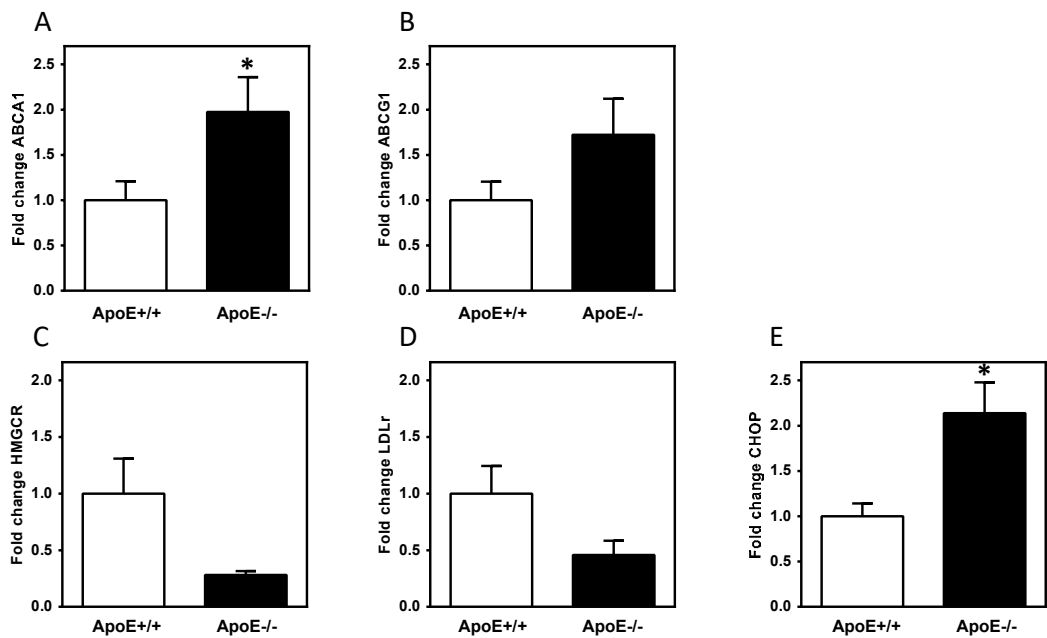 A
Fold change ABCA1
2.5
2.0
1.5
1.0
0.5
0.0
*
ApoE+/+ ApoE-/-
B
Fold change ABCG1
2.5
2.0
1.5
1.0
0.5
0.0
ApoE+/+ ApoE-/-
C
Fold change HMGCR
2.0
1.5
1.0
0.5
0.0
ApoE+/+ ApoE-/-
D
Fold change LDLr
2.0
1.5
1.0
0.5
0.0
ApoE+/+ ApoE-/-
E
Fold change CHOP
2.5
2.0
1.5
1.0
0.5
0.0
*
ApoE+/+ ApoE-/-